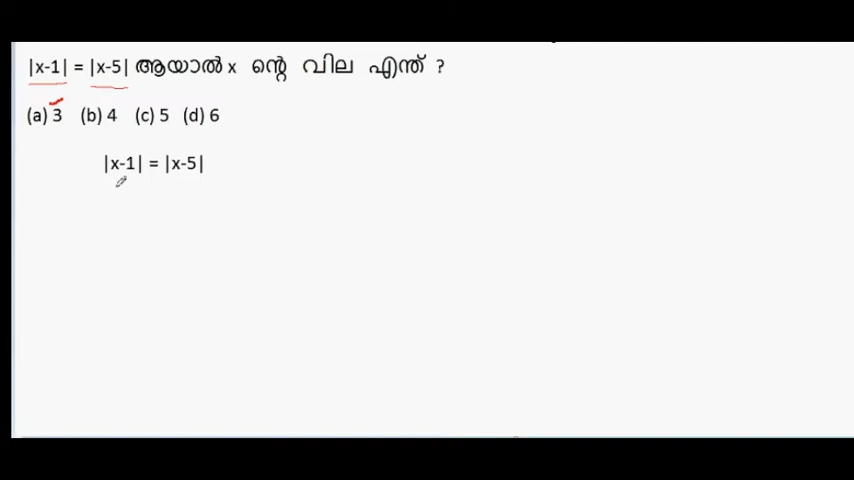 |x-1| = |x-5| ആയാൽ x ന്റെ വില എന്ത് ?
(a) 3 (b) 4 (c) 5 (d) 6
|x-1| = |x-5|